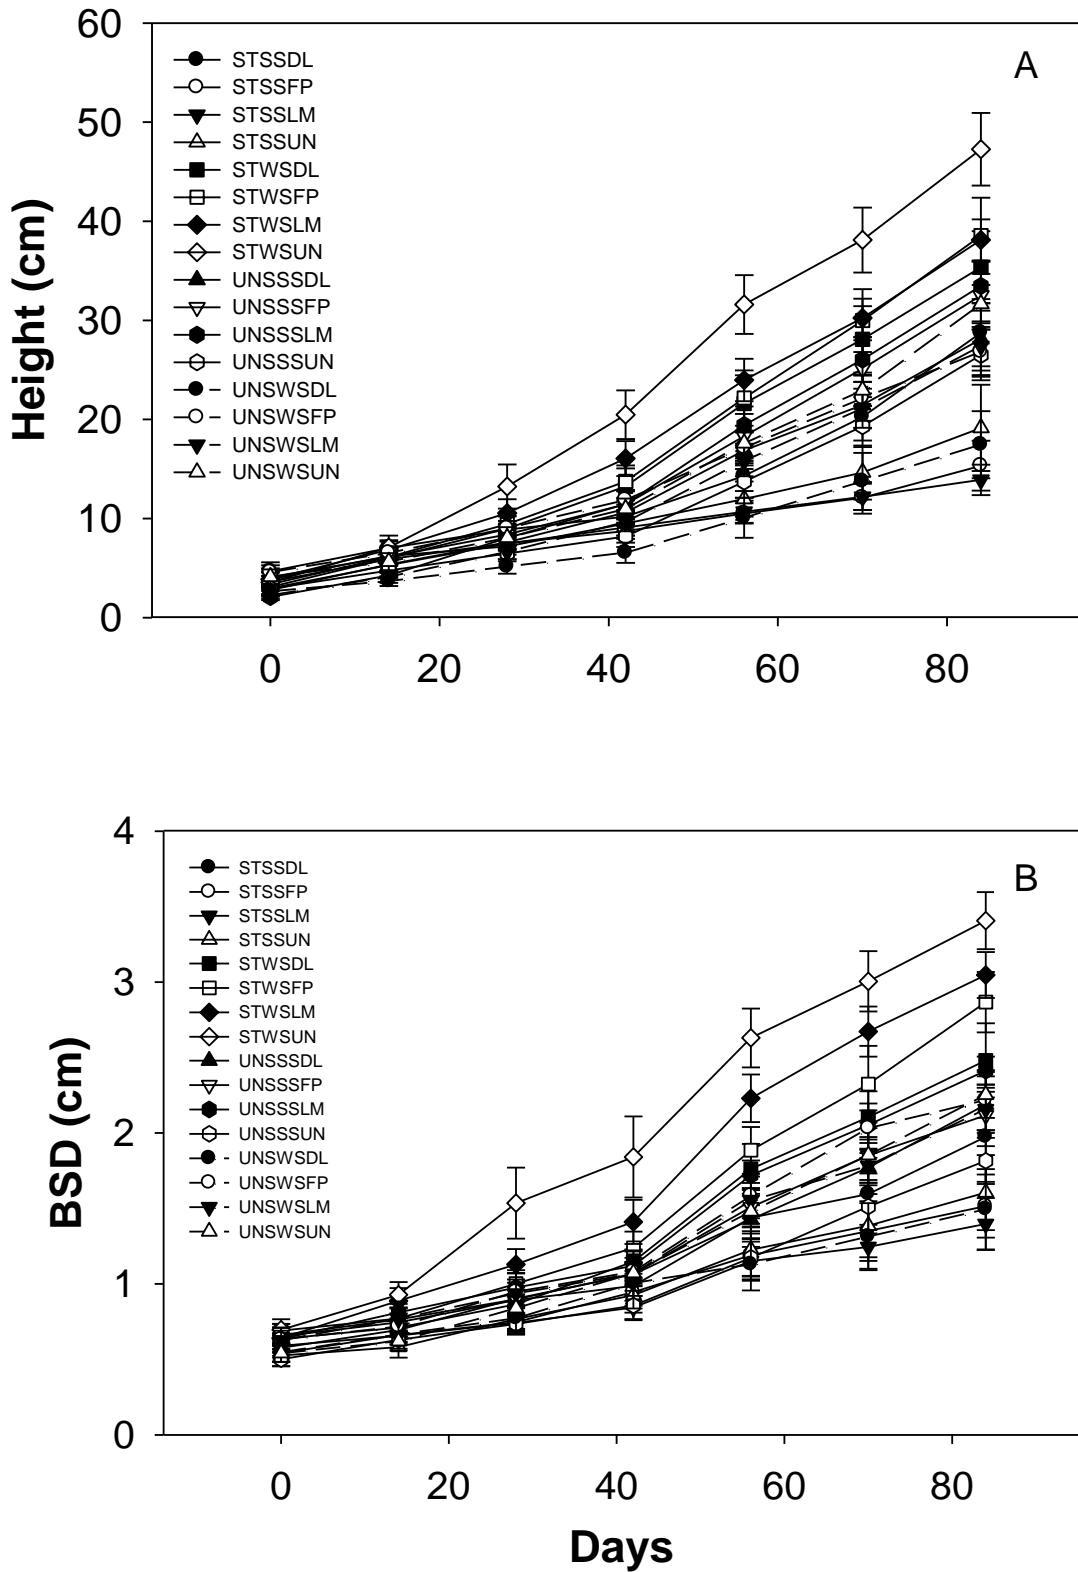 60
50
40
30
20
10
0
Height (cm)
A
STSSDL
STSSFP
STSSLM
STSSUN
STWSDL
STWSFP
STWSLM
STWSUN
UNSSSDL
UNSSSFP
UNSSSLM
UNSSSUN
UNSWSDL
UNSWSFP
UNSWSLM
UNSWSUN
0 20 40 60 80
4
3
2
1
0
BSD (cm)
B
STSSDL
STSSFP
STSSLM
STSSUN
STWSDL
STWSFP
STWSLM
STWSUN
UNSSSDL
UNSSSFP
UNSSSLM
UNSSSUN
UNSWSDL
UNSWSFP
UNSWSLM
UNSWSUN
0 20 40 60 80
Days